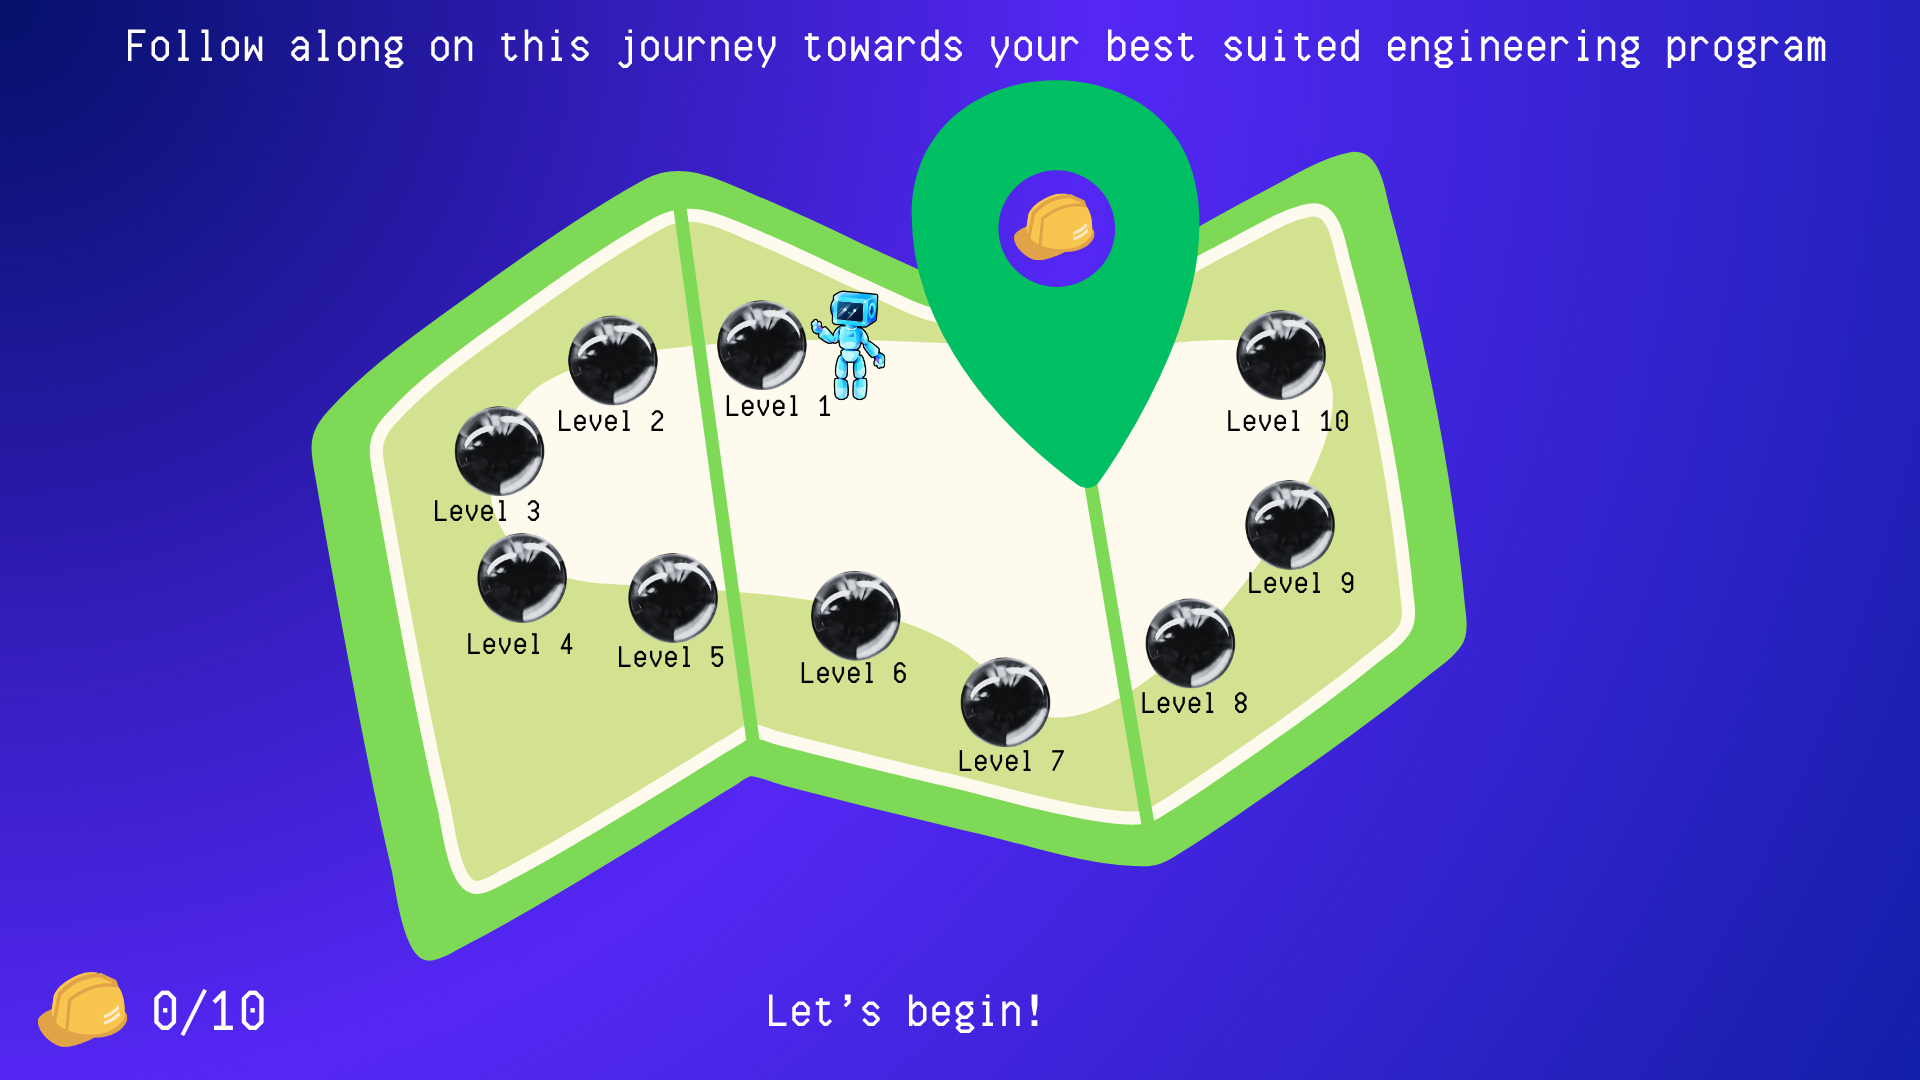 Follow along on this journey towards your best suited engineering program
Level 1
Level 2
Level 3
Level 4
Level 5
Level 6
Level 7
Level 8
Level 9
Level 10
0/10
Let's begin!